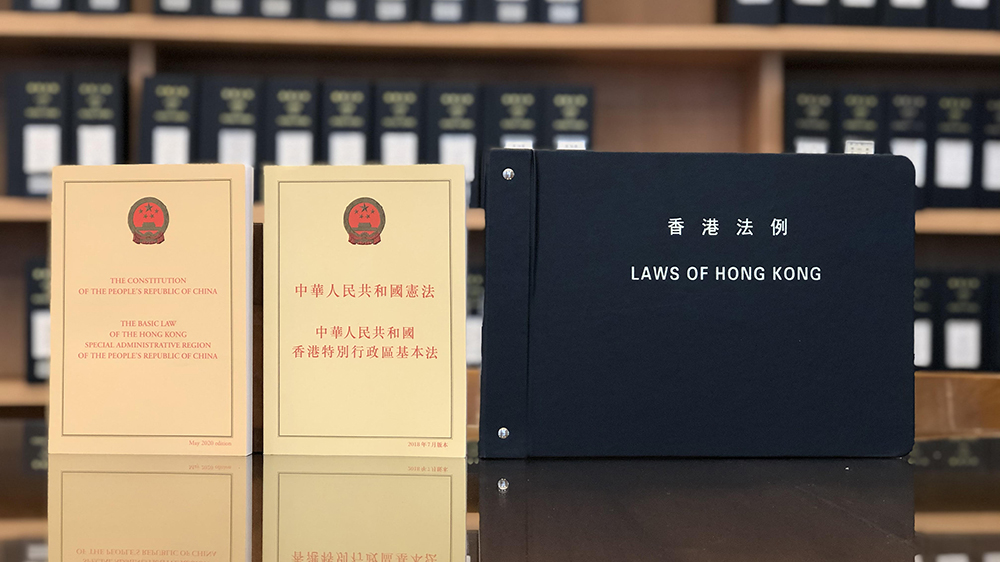 THE CONSTITUTION
OF THE PEOPLE'S REPUBLIC OF CHINA
THE BASIC LAW
OF THE HONG KONG
SPECIAL ADMINISTRATIVE REGION
OF THE PEOPLE'S REPUBLIC OF CHINA
May 2020 edition
中華人民共和國憲法
中華人民共和國
香港特別行政區基本法
2018年7月版本
香港法例
LAWS OF HONG KONG